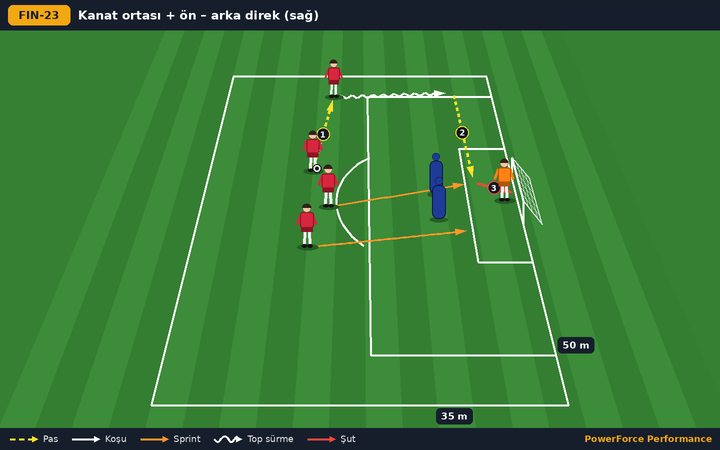 FIN-23 Kanat ortası + ön – arka direk (sağ)
1
2
3
50 m
35 m
Pas Koşu Sprint Top sürme Şut PowerForce Performance